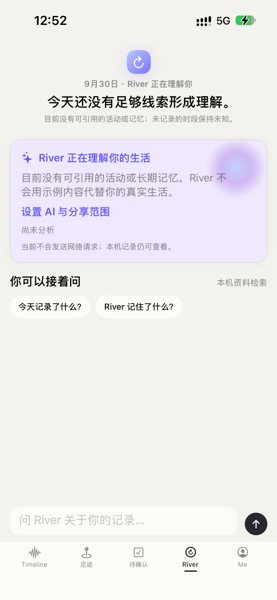 12:52
5G
9月30日 · River 正在理解你
今天还没有足够线索形成理解。
目前没有可引用的活动或记忆；未记录的时段保持未知。
River 正在理解你的生活
目前没有可引用的活动或长期记忆。River 不
会用示例内容代替你的真实生活。
设置 AI 与分享范围
尚未分析
当前不会发送网络请求；本机记录仍可查看。
你可以接着问
本机资料检索
今天记录了什么?
River 记住了什么?
问 River 关于你的记录...
Timeline
足迹
待确认
River
Me